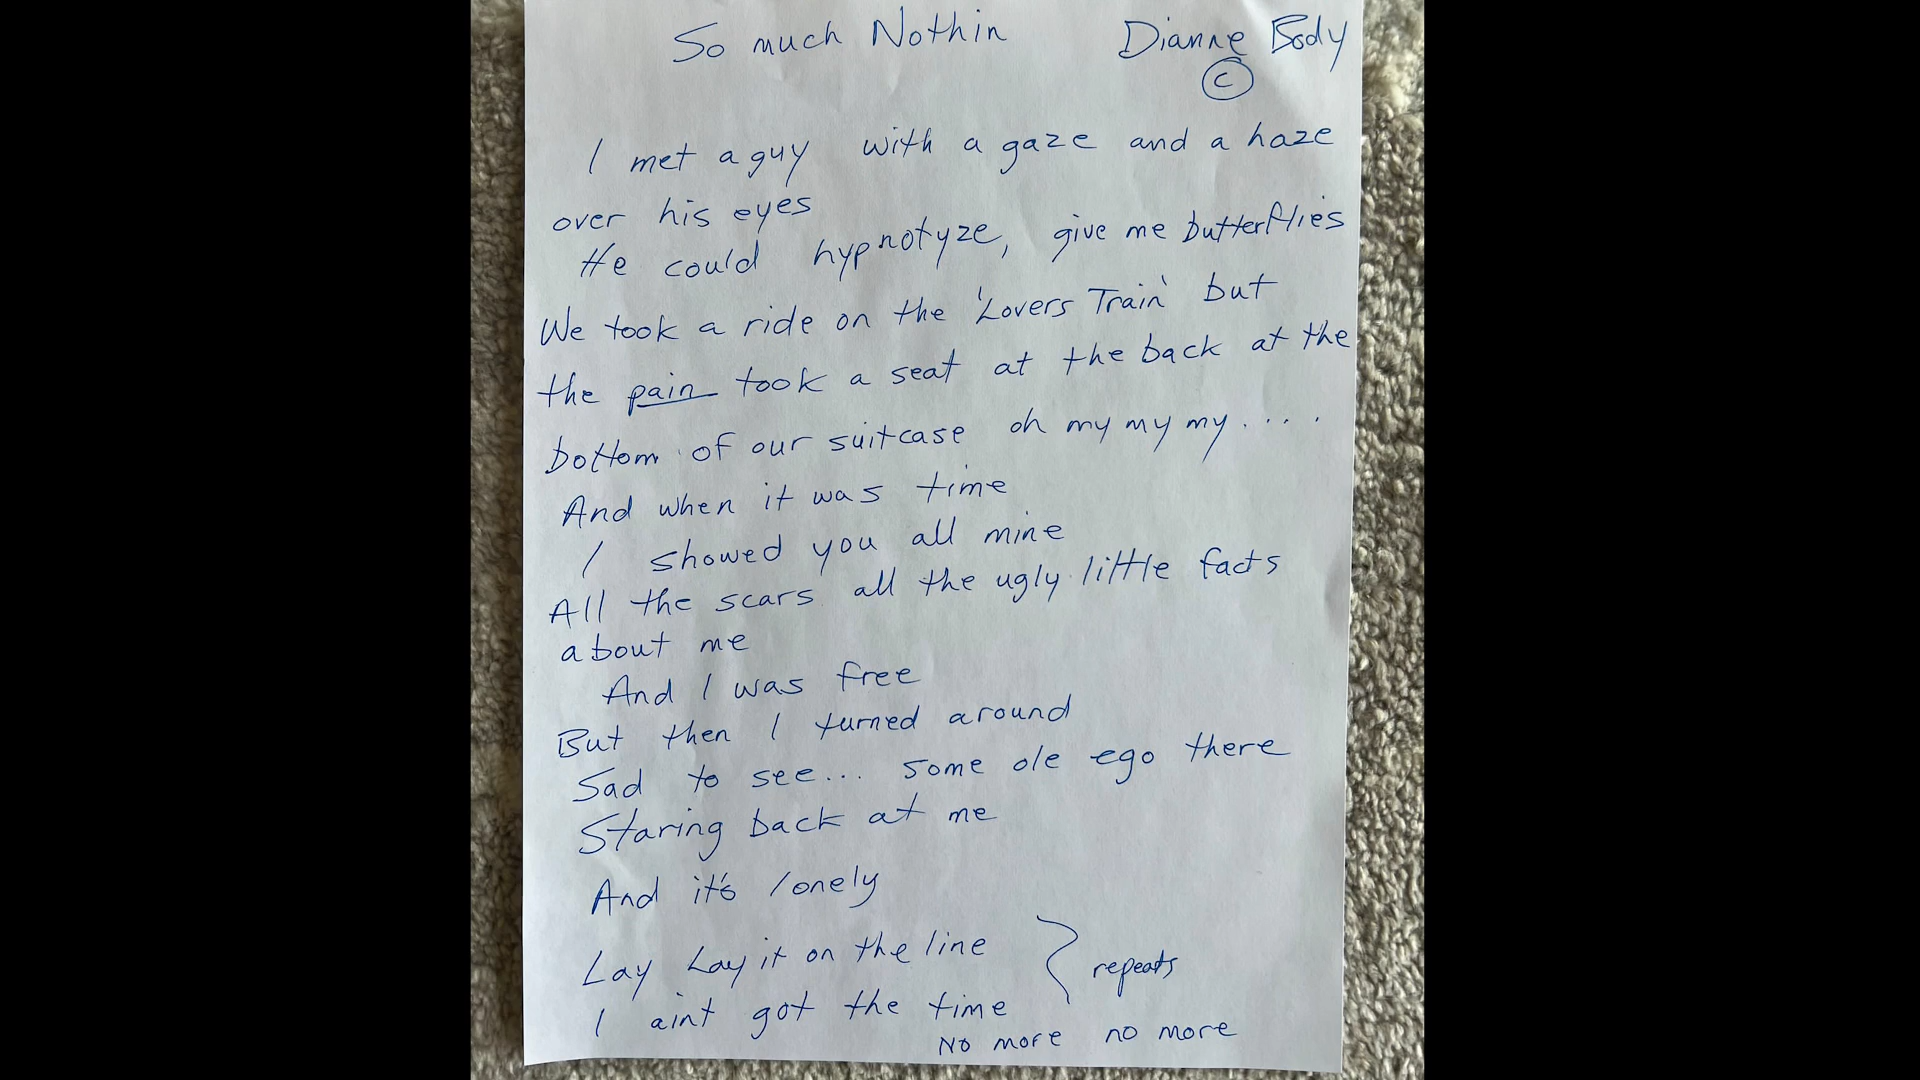 So much Nothin Dianne Body
©
I met a guy with a gaze and a haze
over his eyes
He could hypnotyze, give me butterflies
We took a ride on the 'Lovers Train' but
the pain took a seat at the back at the
bottom of our suitcase oh my my my....
And when it was time
I showed you all mine
All the scars all the ugly little facts
about me
And I was free
But then I turned around
Sad to see... some ole ego there
Staring back at me
And it's lonely
Lay Lay it on the line
repeats
I aint got the time
No more no more